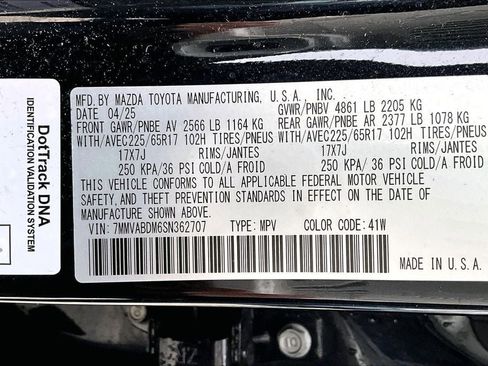 DotTrack DNA
IDENTIFICATION VALIDATION SYSTEM
MFD. BY MAZDA TOYOTA MANUFACTURING, U.S.A., INC.
DATE 04/25 GVWR/PNBV 4861 LB 2205 KG
FRONT GAWR/PNBE AV 2566 LB 1164 KG REAR GAWR/PNBE AR 2377 LB 1078 KG
WITH/AVEC225/65R17 102H TIRES/PNEUS WITH/AVEC225/65R17 102H TIRES/PNEUS
17X7J RIMS/JANTES 17X7J RIMS/JANTES
250 KPA/36 PSI COLD/A FROID 250 KPA/ 36 PSI COLD/A FROID
THIS VEHICLE CONFORMS TO ALL APPLICABLE FEDERAL MOTOR VEHICLE
SAFETY, AND THEFT PREVENTION STANDARDS IN EFFECT ON THE DATE OF
MANUFACTURE SHOWN ABOVE.
VIN: 7MMVABDM6SN362707 TYPE: MPV COLOR CODE: 41W
MADE IN U.S.A.